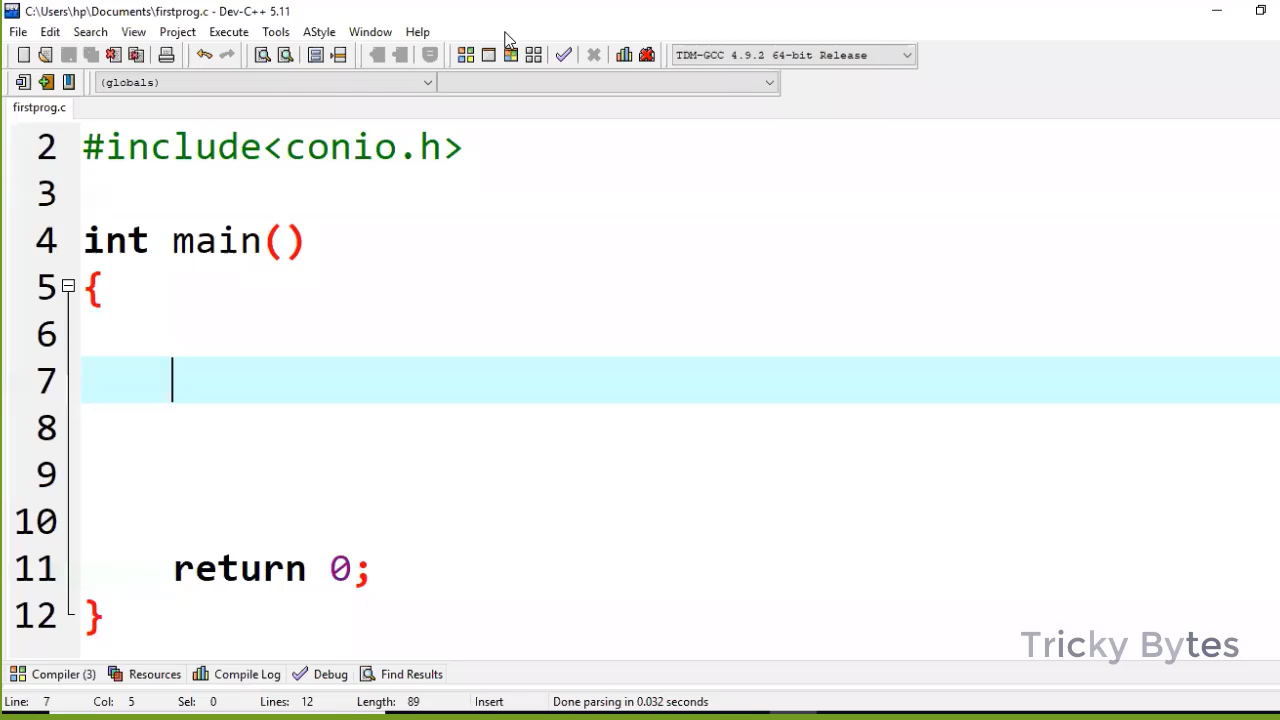 C:\Users\hp\Documents\firstprog.c - Dev-C++ 5.11
File Edit Search View Project Execute Tools AStyle Window Help
TDM-GCC 4.9.2 64-bit Release
(globals)
firstprog.c
2 #include<conio.h>
3
4 int main()
5 {
6
7
8
9
10
11 return 0;
12 }
Tricky Bytes
Compiler (3) Resources Compile Log Debug Find Results
Line: 7 Col: 5 Sel: 0 Lines: 12 Length: 89 Insert Done parsing in 0.032 seconds